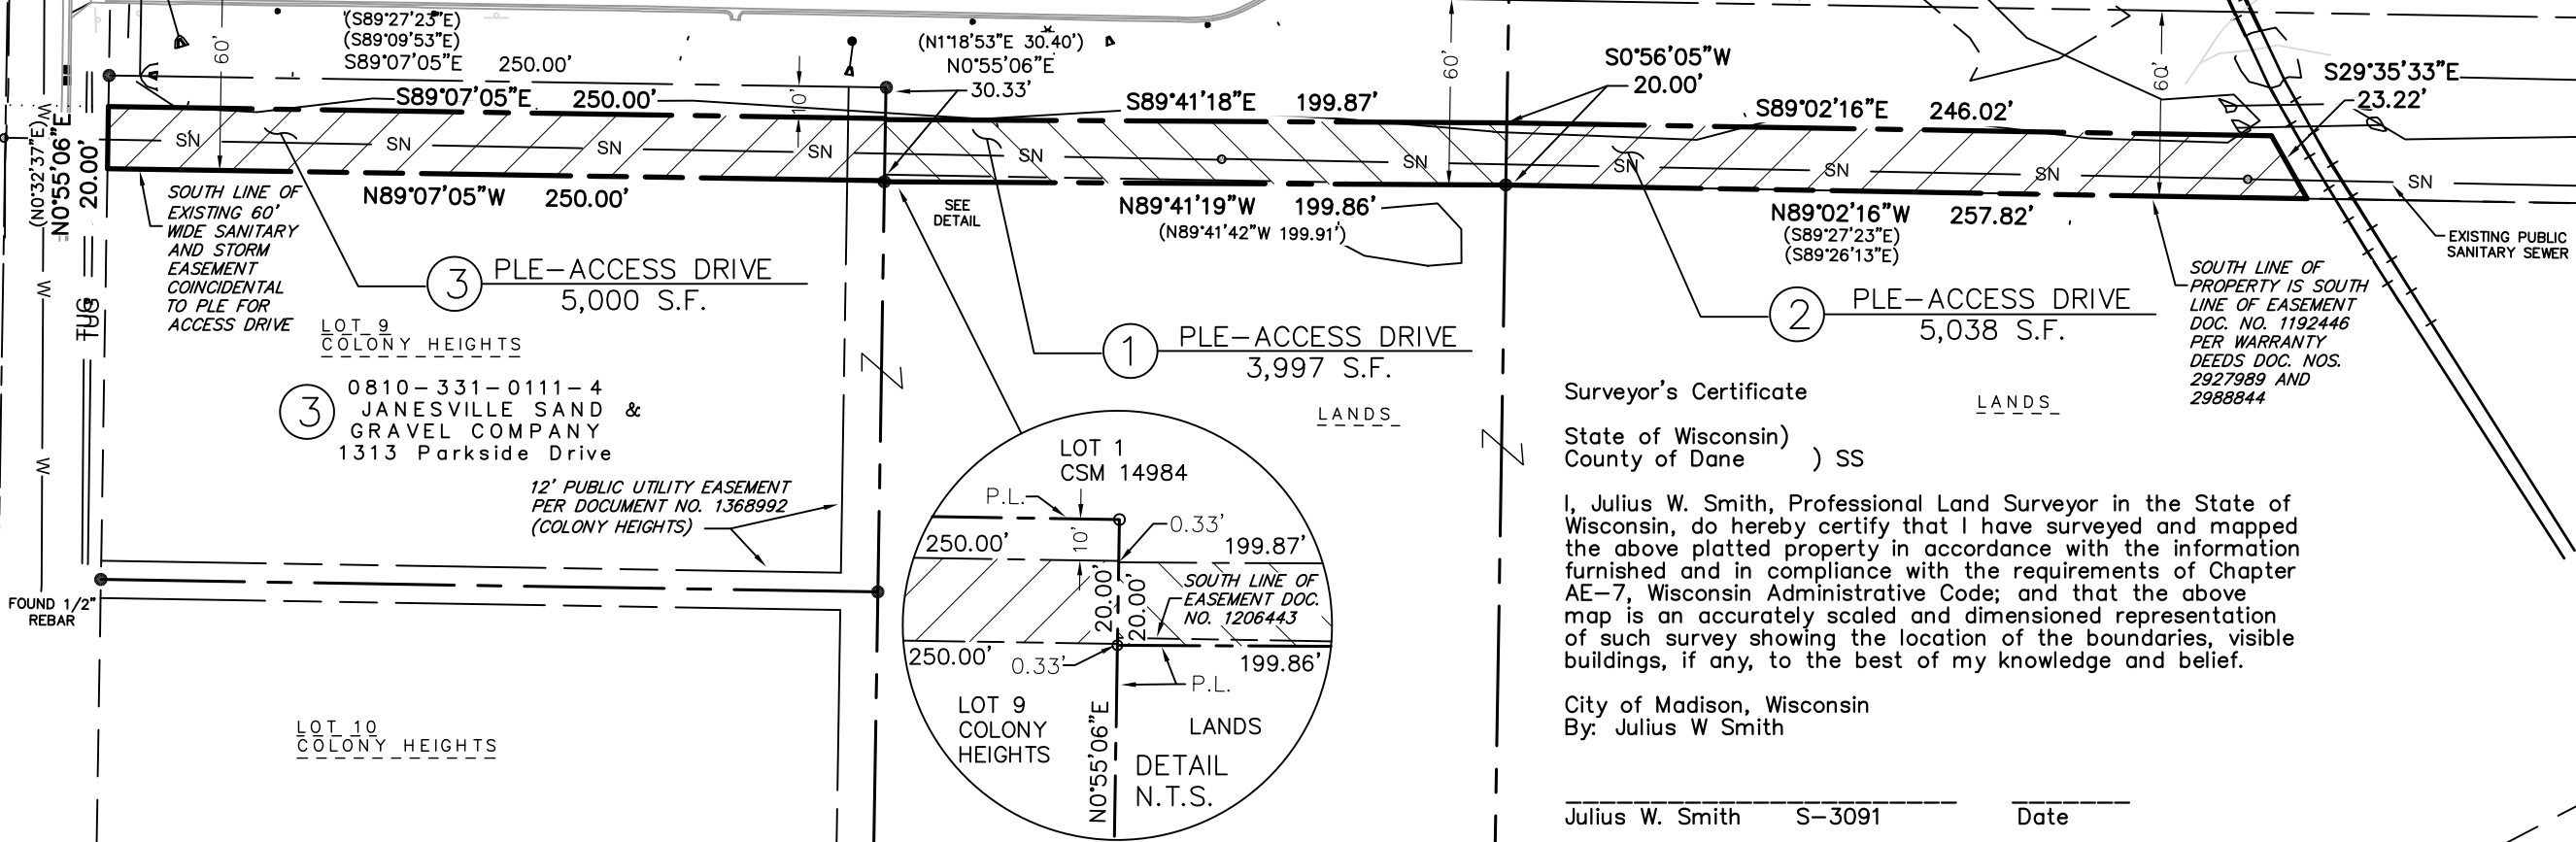 (S89°27'23"E)
(S89°09'53"E)
S89°07'05"E 250.00'
60'
10'
(N1°18'53"E 30.40')
N0°55'06"E
30.33'
60'
S0°56'05"W
20.00'
60'
S29°35'33"E
23.22'
S89°07'05"E 250.00'
S89°41'18"E 199.87'
S89°02'16"E 246.02'
W
(N0°32'37"E)
N0°55'06"E
20.00'
SN SN SN SN SN SN SN SN SN SN
N89°07'05"W 250.00'
N89°41'19"W 199.86'
(N89°41'42"W 199.91')
N89°02'16"W 257.82'
(S89°27'23"E)
(S89°26'13"E)
SEE
DETAIL
SOUTH LINE OF
EXISTING 60'
WIDE SANITARY
AND STORM
EASEMENT
COINCIDENTAL
TO PLE FOR
ACCESS DRIVE
EXISTING PUBLIC
SANITARY SEWER
SOUTH LINE OF
PROPERTY IS SOUTH
LINE OF EASEMENT
DOC. NO. 1192446
PER WARRANTY
DEEDS DOC. NOS.
2927989 AND
2988844
W
W
TUG
TUG
3 PLE-ACCESS DRIVE
5,000 S.F.
1 PLE-ACCESS DRIVE
3,997 S.F.
2 PLE-ACCESS DRIVE
5,038 S.F.
LOT 9
COLONY HEIGHTS
3
0810-331-0111-4
JANESVILLE SAND &
GRAVEL COMPANY
1313 Parkside Drive
12' PUBLIC UTILITY EASEMENT
PER DOCUMENT NO. 1368992
(COLONY HEIGHTS)
FOUND 1/2"
REBAR
LOT 10
COLONY HEIGHTS
LANDS
LANDS
LOT 1
CSM 14984
P.L.
0.33'
10'
250.00'
199.87'
20.00'
20.00'
SOUTH LINE OF
EASEMENT DOC.
NO. 1206443
250.00'
0.33'
199.86'
P.L.
LOT 9
COLONY
HEIGHTS
N0°55'06"E
LANDS
DETAIL
N.T.S.
Surveyor's Certificate
State of Wisconsin)
County of Dane ) SS
I, Julius W. Smith, Professional Land Surveyor in the State of
Wisconsin, do hereby certify that I have surveyed and mapped
the above platted property in accordance with the information
furnished and in compliance with the requirements of Chapter
AE-7, Wisconsin Administrative Code; and that the above
map is an accurately scaled and dimensioned representation
of such survey showing the location of the boundaries, visible
buildings, if any, to the best of my knowledge and belief.
City of Madison, Wisconsin
By: Julius W Smith
Julius W. Smith S-3091 Date